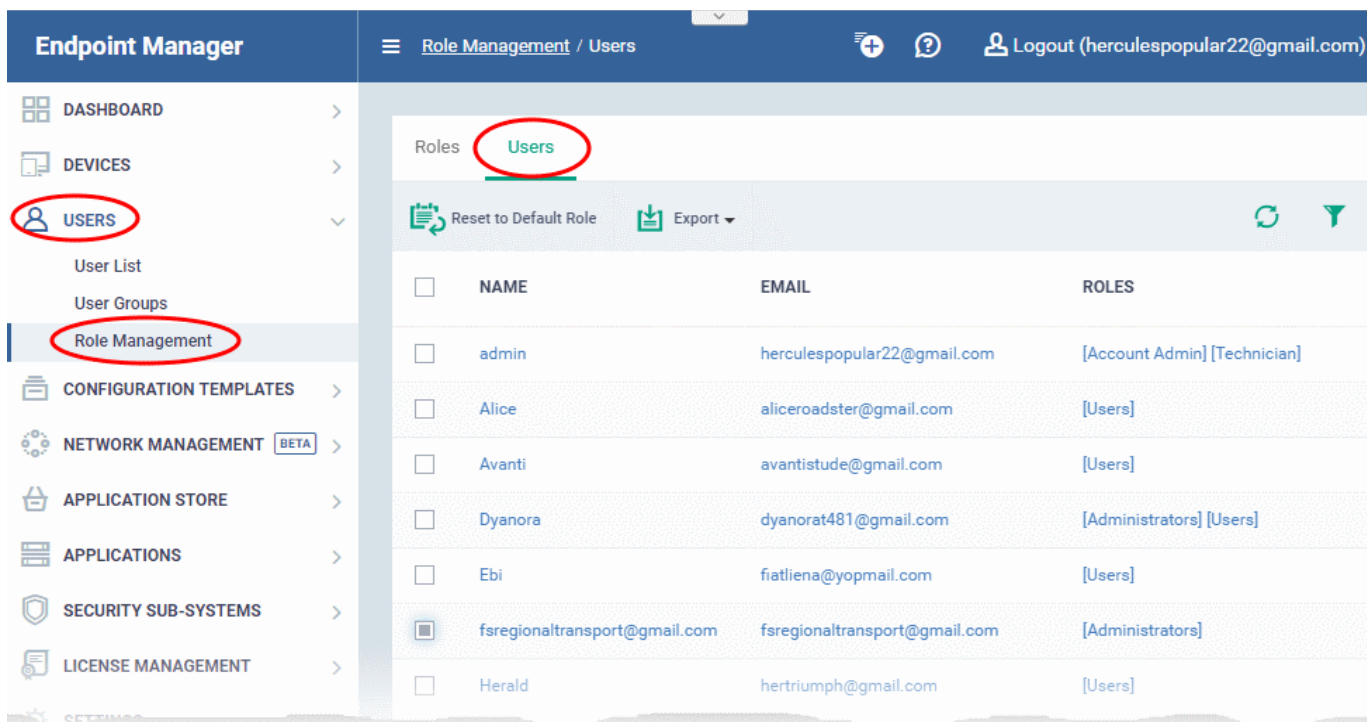 Endpoint Manager
Role Management / Users
Logout (herculespopular22@gmail.com)
DASHBOARD
DEVICES
USERS
User List
User Groups
Role Management
CONFIGURATION TEMPLATES
NETWORK MANAGEMENT BETA
APPLICATION STORE
APPLICATIONS
SECURITY SUB-SYSTEMS
LICENSE MANAGEMENT
SETTINGS
Roles Users
Reset to Default Role Export
NAME EMAIL ROLES
admin herculespopular22@gmail.com [Account Admin] [Technician]
Alice aliceroadster@gmail.com [Users]
Avanti avantistude@gmail.com [Users]
Dyanora dyanorat481@gmail.com [Administrators] [Users]
Ebi fiatliena@yopmail.com [Users]
fsregionaltransport@gmail.com fsregionaltransport@gmail.com [Administrators]
Herald hertriumph@gmail.com [Users]